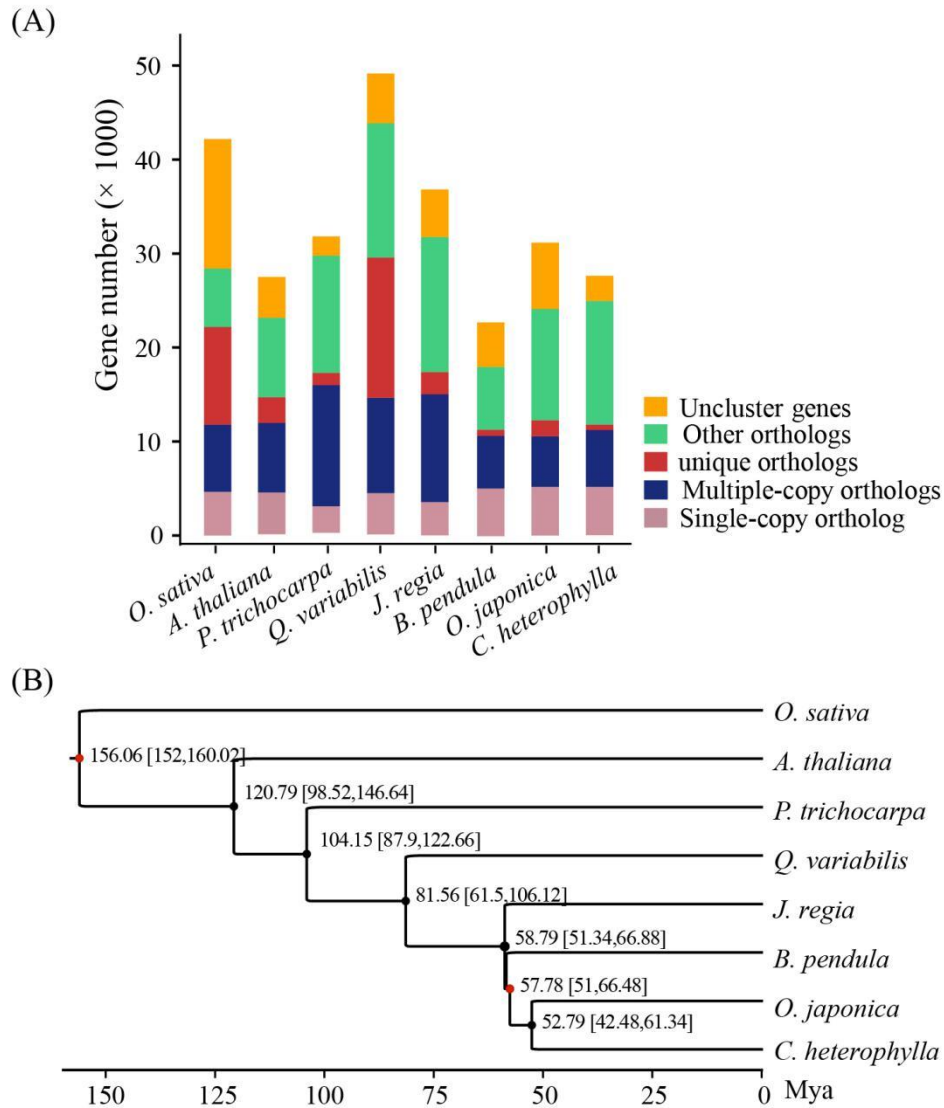 (A)
Gene number (× 1000)
50
40
30
20
10
0
Uncluster genes
Other orthologs
unique orthologs
Multiple-copy orthologs
Single-copy ortholog
O. sativa
A. thaliana
P. trichocarpa
Q. variabilis
J. regia
B. pendula
O. japonica
C. heterophylla
(B)
O. sativa
156.06 [152,160.02]
A. thaliana
120.79 [98.52,146.64]
P. trichocarpa
104.15 [87.9,122.66]
Q. variabilis
81.56 [61.5,106.12]
J. regia
58.79 [51.34,66.88]
B. pendula
57.78 [51,66.48]
O. japonica
52.79 [42.48,61.34]
C. heterophylla
150 125 100 75 50 25 0 Mya